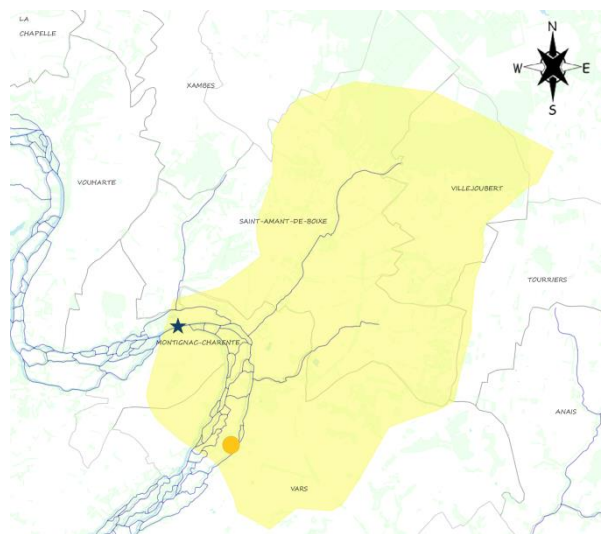 LA
CHAPELLE
N
W E
S
XAMBES
VOUHARTE
VILLEJOUBERT
SAINT-AMANT-DE-BOIXE
TOURRIERS
MONTIGNAC-CHARENTE
ANAIS
VARS